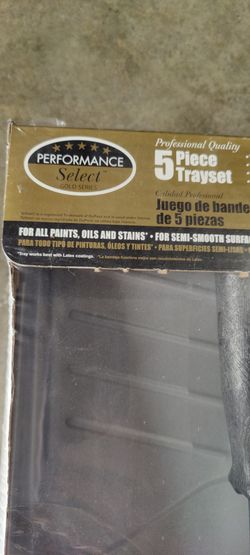 PERFORMANCE
Select™
GOLD SERIES
Professional Quality
5 Piece
Trayset
Calidad Profesional
Juego de bande
de 5 piezas
FOR ALL PAINTS, OILS AND STAINS* • FOR SEMI-SMOOTH SURFA
PARA TODO TIPO DE PINTURAS, ÓLEOS Y TINTES* • PARA SUPERFICIES SEMI-LISAS
*Tray works best with Latex coatings.